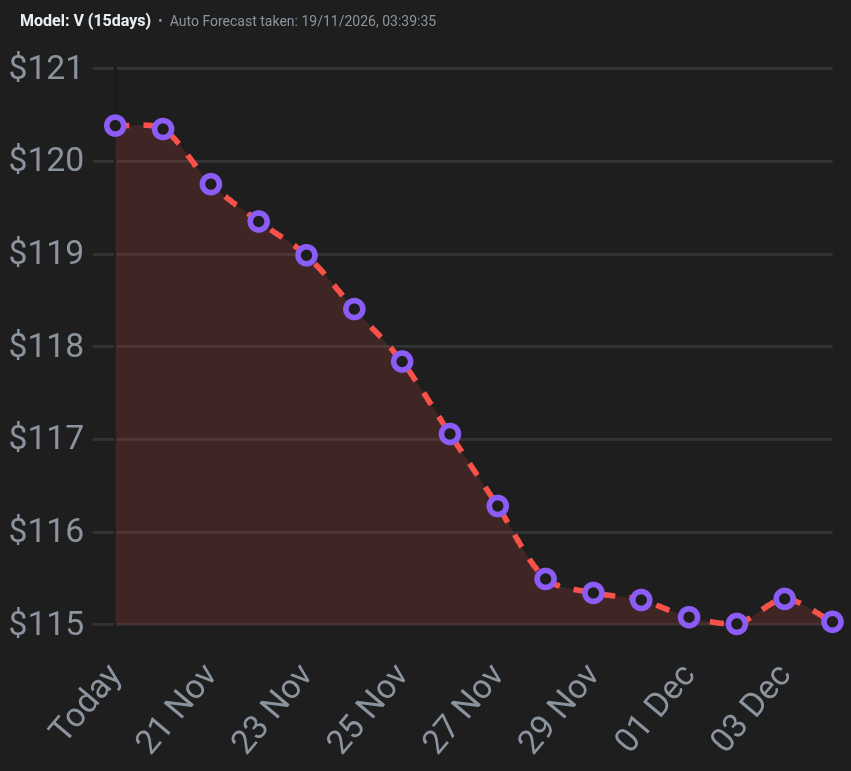 Model: V (15days) • Auto Forecast taken: 19/11/2026, 03:39:35
$121
$120
$119
$118
$117
$116
$115
Today
21 Nov
23 Nov
25 Nov
27 Nov
29 Nov
01 Dec
03 Dec